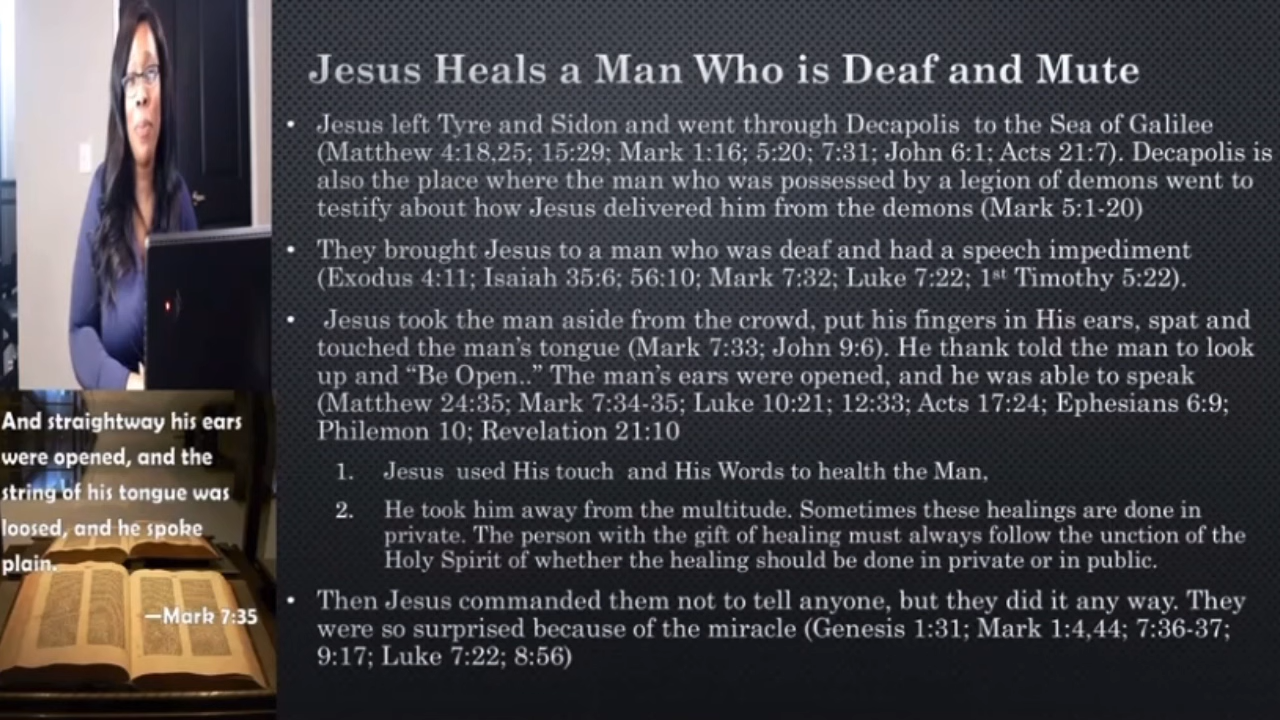 Jesus Heals a Man Who is Deaf and Mute
• Jesus left Tyre and Sidon and went through Decapolis to the Sea of Galilee
(Matthew 4:18,25; 15:29; Mark 1:16; 5:20; 7:31; John 6:1; Acts 21:7). Decapolis is
also the place where the man who was possessed by a legion of demons went to
testify about how Jesus delivered him from the demons (Mark 5:1-20)
• They brought Jesus to a man who was deaf and had a speech impediment
(Exodus 4:11; Isaiah 35:6; 56:10; Mark 7:32; Luke 7:22; 1st Timothy 5:22).
• Jesus took the man aside from the crowd, put his fingers in His ears, spat and
touched the man's tongue (Mark 7:33; John 9:6). He thank told the man to look
up and “Be Open..” The man's ears were opened, and he was able to speak
(Matthew 24:35; Mark 7:34-35; Luke 10:21; 12:33; Acts 17:24; Ephesians 6:9;
Philemon 10; Revelation 21:10
1. Jesus used His touch and His Words to health the Man,
2. He took him away from the multitude. Sometimes these healings are done in
private. The person with the gift of healing must always follow the unction of the
Holy Spirit of whether the healing should be done in private or in public.
• Then Jesus commanded them not to tell anyone, but they did it any way. They
were so surprised because of the miracle (Genesis 1:31; Mark 1:4,44; 7:36-37;
9:17; Luke 7:22; 8:56)
And straightway his ears
were opened, and the
string of his tongue was
loosed, and he spoke
plain.
—Mark 7:35